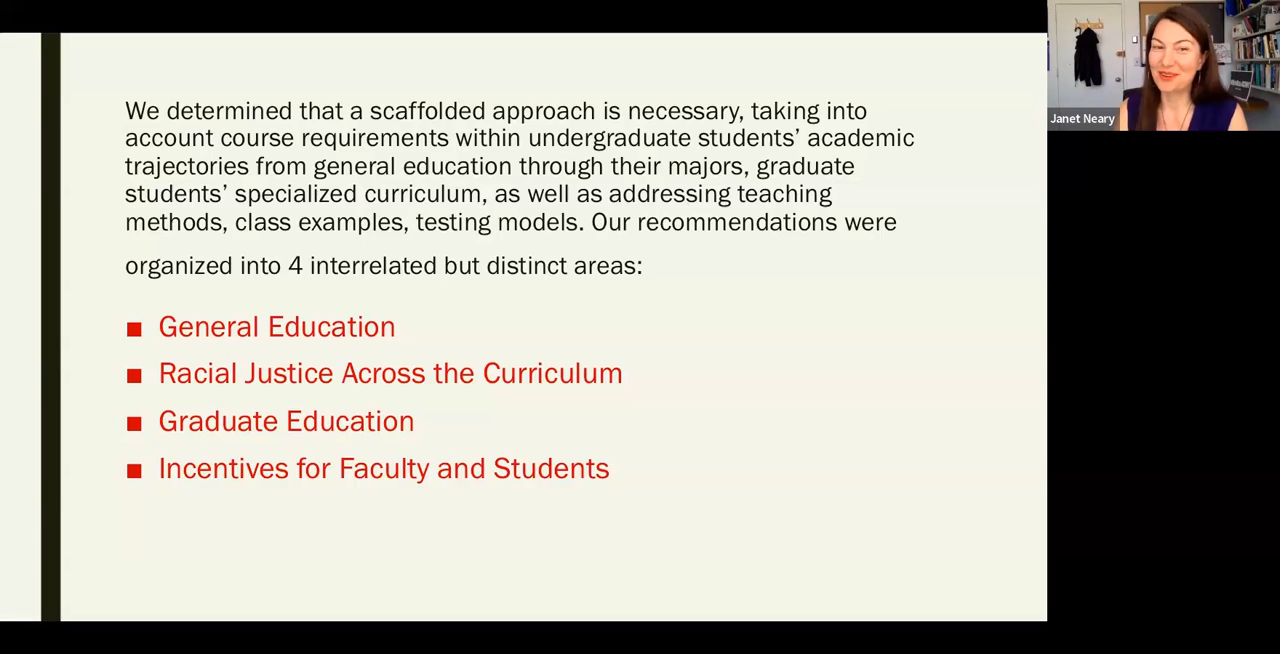 We determined that a scaffolded approach is necessary, taking into
account course requirements within undergraduate students’ academic
trajectories from general education through their majors, graduate
students’ specialized curriculum, as well as addressing teaching
methods, class examples, testing models. Our recommendations were
organized into 4 interrelated but distinct areas:
■ General Education
■ Racial Justice Across the Curriculum
■ Graduate Education
■ Incentives for Faculty and Students
Janet Neary